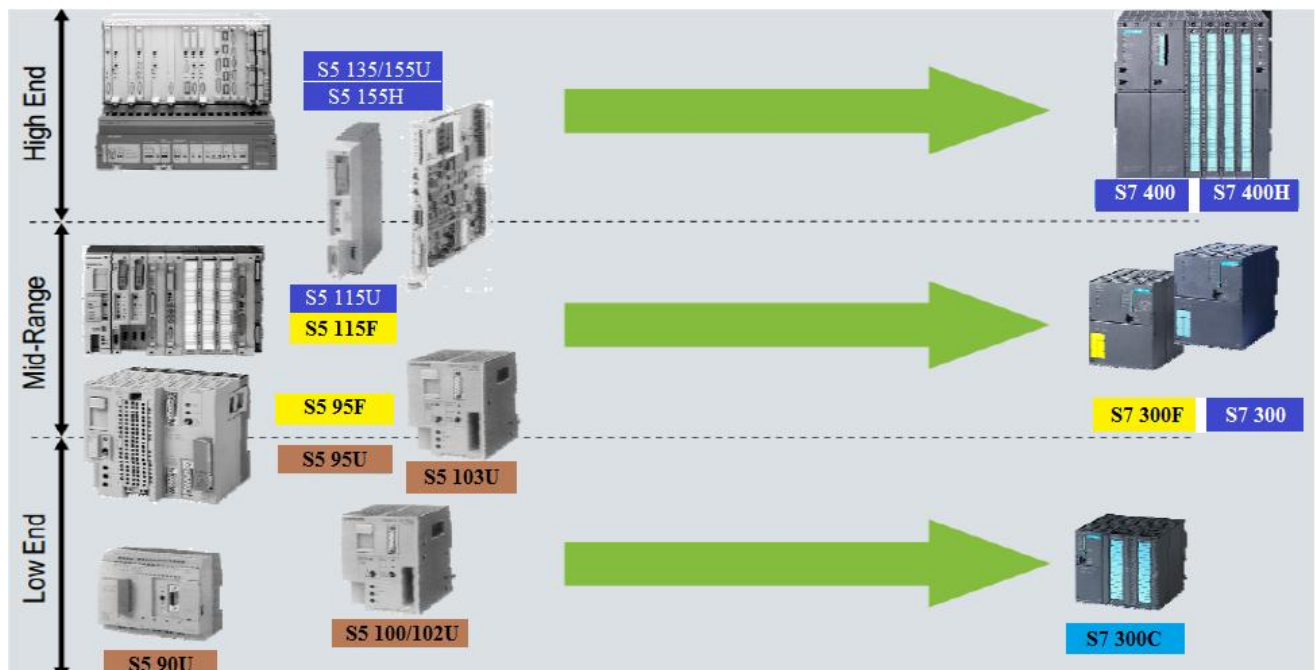 High End
S5 135/155U
S5 155H
S7 400
S7 400H
Mid-Range
S5 115U
S5 115F
S5 95F
S7 300F
S7 300
Low End
S5 95U
S5 103U
S5 100/102U
S7 300C
S5 90U